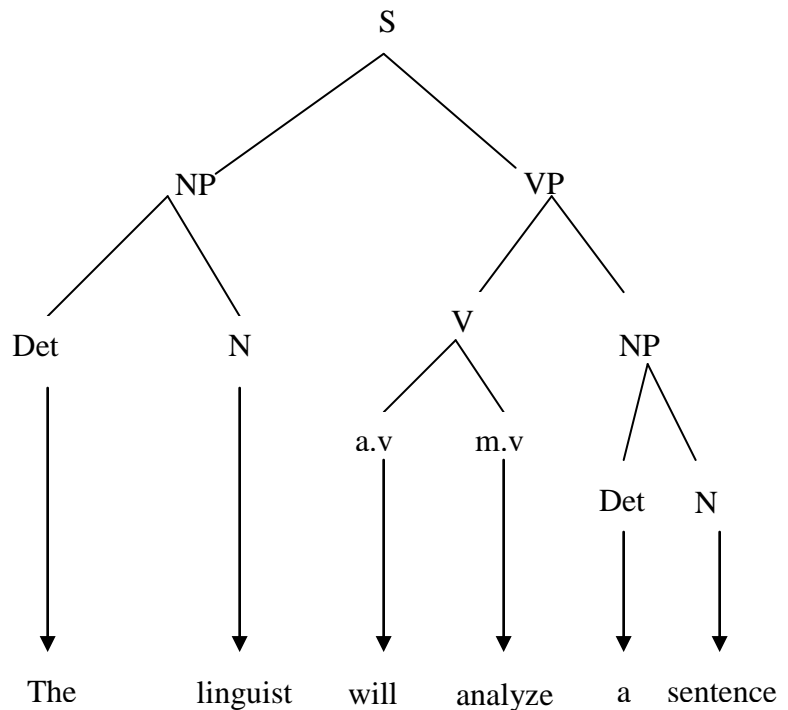 S
NP VP
V
Det N NP
a.v m.v
Det N
The linguist will analyze a sentence